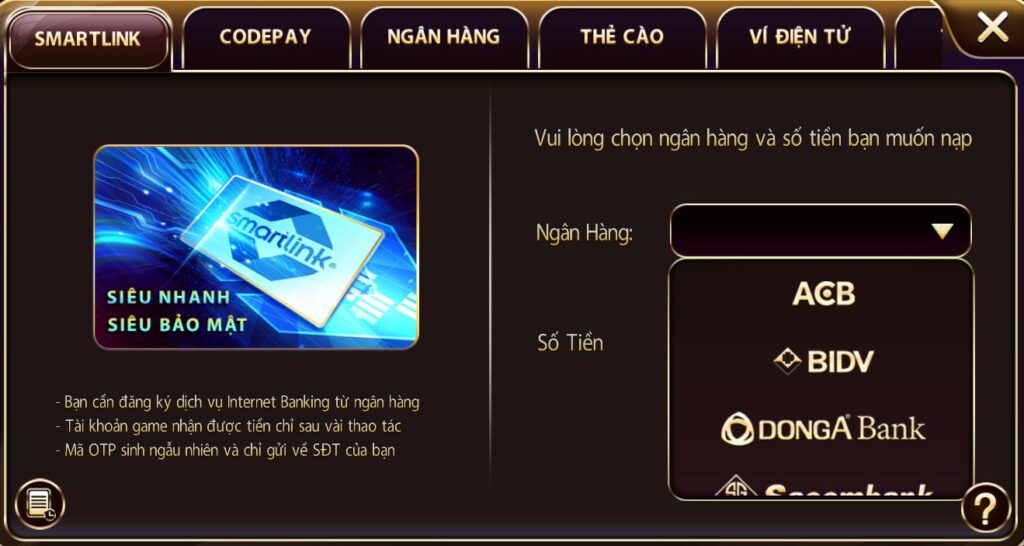 SMARTLINK
CODEPAY
NGÂN HÀNG
THẺ CÀO
VÍ ĐIỆN TỬ
smartlink®
SIÊU NHANH
SIÊU BẢO MẬT
- Bạn cần đăng ký dịch vụ Internet Banking từ ngân hàng
- Tài khoản game nhận được tiền chỉ sau vài thao tác
- Mã OTP sinh ngẫu nhiên và chỉ gửi về SĐT của bạn
Vui lòng chọn ngân hàng và số tiền bạn muốn nạp
Ngân Hàng:
ACB
BIDV
DONGA Bank
SG Sacombank
Số Tiền
?